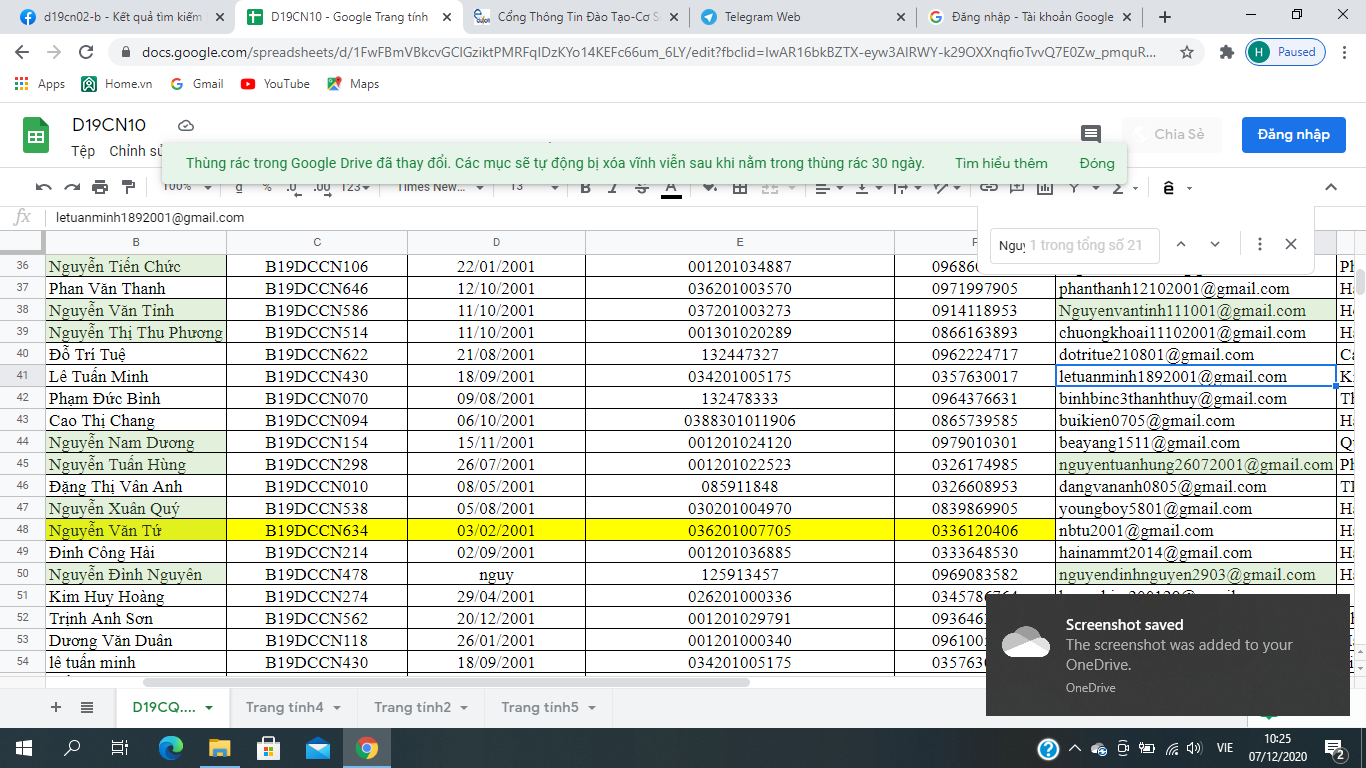 d19cn02-b - Kết quả tìm kiếm
D19CN10 - Google Trang tính
Cổng Thông Tin Đào Tạo-Cơ S
Telegram Web
Đăng nhập - Tài khoản Google
docs.google.com/spreadsheets/d/1FwFBmVBkcvGClGziktPMRFqIDzKYo14KEFc66um_6LY/edit?fbclid=IwAR16bkBZTX-eyw3AIRWY-k29OXXnqfioTvvQ7E0Zw_pmquR...
H Paused
Apps Home.vn Gmail YouTube Maps
D19CN10
Chia Sẻ Đăng nhập
Tệp Chỉnh sử
Thùng rác trong Google Drive đã thay đổi. Các mục sẽ tự động bị xóa vĩnh viễn sau khi nằm trong thùng rác 30 ngày. Tìm hiểu thêm Đóng
100% đ % .0 .00 123 Times New... 13 B I S A
fx letuanminh1892001@gmail.com
Nguy 1 trong tổng số 21
B C D E F
36 Nguyễn Tiến Chức B19DCCN106 22/01/2001 001201034887 09686 Ph
37 Phan Văn Thanh B19DCCN646 12/10/2001 036201003570 0971997905 phanthanh12102001@gmail.com Hà
38 Nguyễn Văn Tình B19DCCN586 11/10/2001 037201003273 0914118953 Nguyenvantinh111001@gmail.com
39 Nguyễn Thị Thu Phương B19DCCN514 11/10/2001 001301020289 0866163893 chuongkhoai11102001@gmail.com Hà
40 Đỗ Trí Tuệ B19DCCN622 21/08/2001 132447327 0962224717 dotritue210801@gmail.com
41 Lê Tuấn Minh B19DCCN430 18/09/2001 034201005175 0357630017 letuanminh1892001@gmail.com
42 Phạm Đức Bình B19DCCN070 09/08/2001 132478333 0964376631 binhbinc3thanhthuy@gmail.com Th
43 Cao Thị Chang B19DCCN094 06/10/2001 0388301011906 0865739585 buikien0705@gmail.com Hà
44 Nguyễn Nam Dương B19DCCN154 15/11/2001 001201024120 0979010301 beayang1511@gmail.com
45 Nguyễn Tuấn Hùng B19DCCN298 26/07/2001 001201022523 0326174985 nguyentuanhung26072001@gmail.com Ph
46 Đặng Thị Vân Anh B19DCCN010 08/05/2001 085911848 0326608953 dangvananh0805@gmail.com
47 Nguyễn Xuân Quý B19DCCN538 05/08/2001 030201004970 0839869905 youngboy5801@gmail.com Hà
48 Nguyễn Văn Tứ B19DCCN634 03/02/2001 036201007705 0336120406 nbtu2001@gmail.com Hà
49 Đinh Công Hải B19DCCN214 02/09/2001 001201036885 0333648530 hainammt2014@gmail.com Hà
50 Nguyễn Đình Nguyên B19DCCN478 nguy 125913457 0969083582 nguyendinhnguyen2903@gmail.com Hà
51 Kim Huy Hoàng B19DCCN274 29/04/2001 026201000336 0345786764
52 Trịnh Anh Sơn B19DCCN562 20/12/2001 001201029791 093646
53 Dương Văn Duân B19DCCN118 26/01/2001 001201000340 096100
54 lê tuấn minh B19DCCN430 18/09/2001 034201005175 035763
Screenshot saved
The screenshot was added to your
OneDrive.
OneDrive
D19CQ.... Trang tính4 Trang tính2 Trang tính5
VIE
10:25
07/12/2020
2